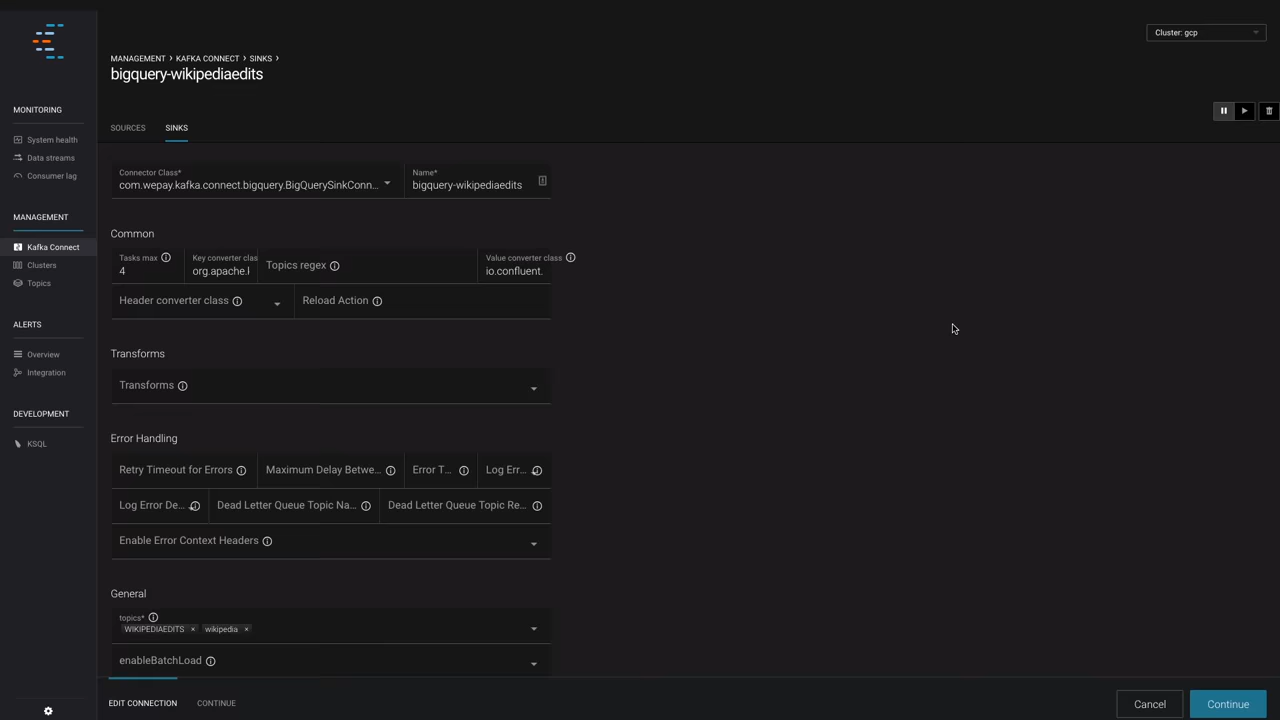 Cluster: gcp
MANAGEMENT › KAFKA CONNECT › SINKS ›
bigquery-wikipediaedits
MONITORING
System health
Data streams
Consumer lag
MANAGEMENT
Kafka Connect
Clusters
Topics
ALERTS
Overview
Integration
DEVELOPMENT
KSQL
SOURCES SINKS
Connector Class* Name*
com.wepay.kafka.connect.bigquery.BigQuerySinkConn... bigquery-wikipediaedits
Common
Tasks max Key converter clas Topics regex Value converter class
4 org.apache.k io.confluent.
Header converter class Reload Action
Transforms
Transforms
Error Handling
Retry Timeout for Errors Maximum Delay Betwe... Error T... Log Err...
Log Error De... Dead Letter Queue Topic Na... Dead Letter Queue Topic Re...
Enable Error Context Headers
General
topics*
WIKIPEDIAEDITS × wikipedia ×
enableBatchLoad
EDIT CONNECTION CONTINUE Cancel Continue